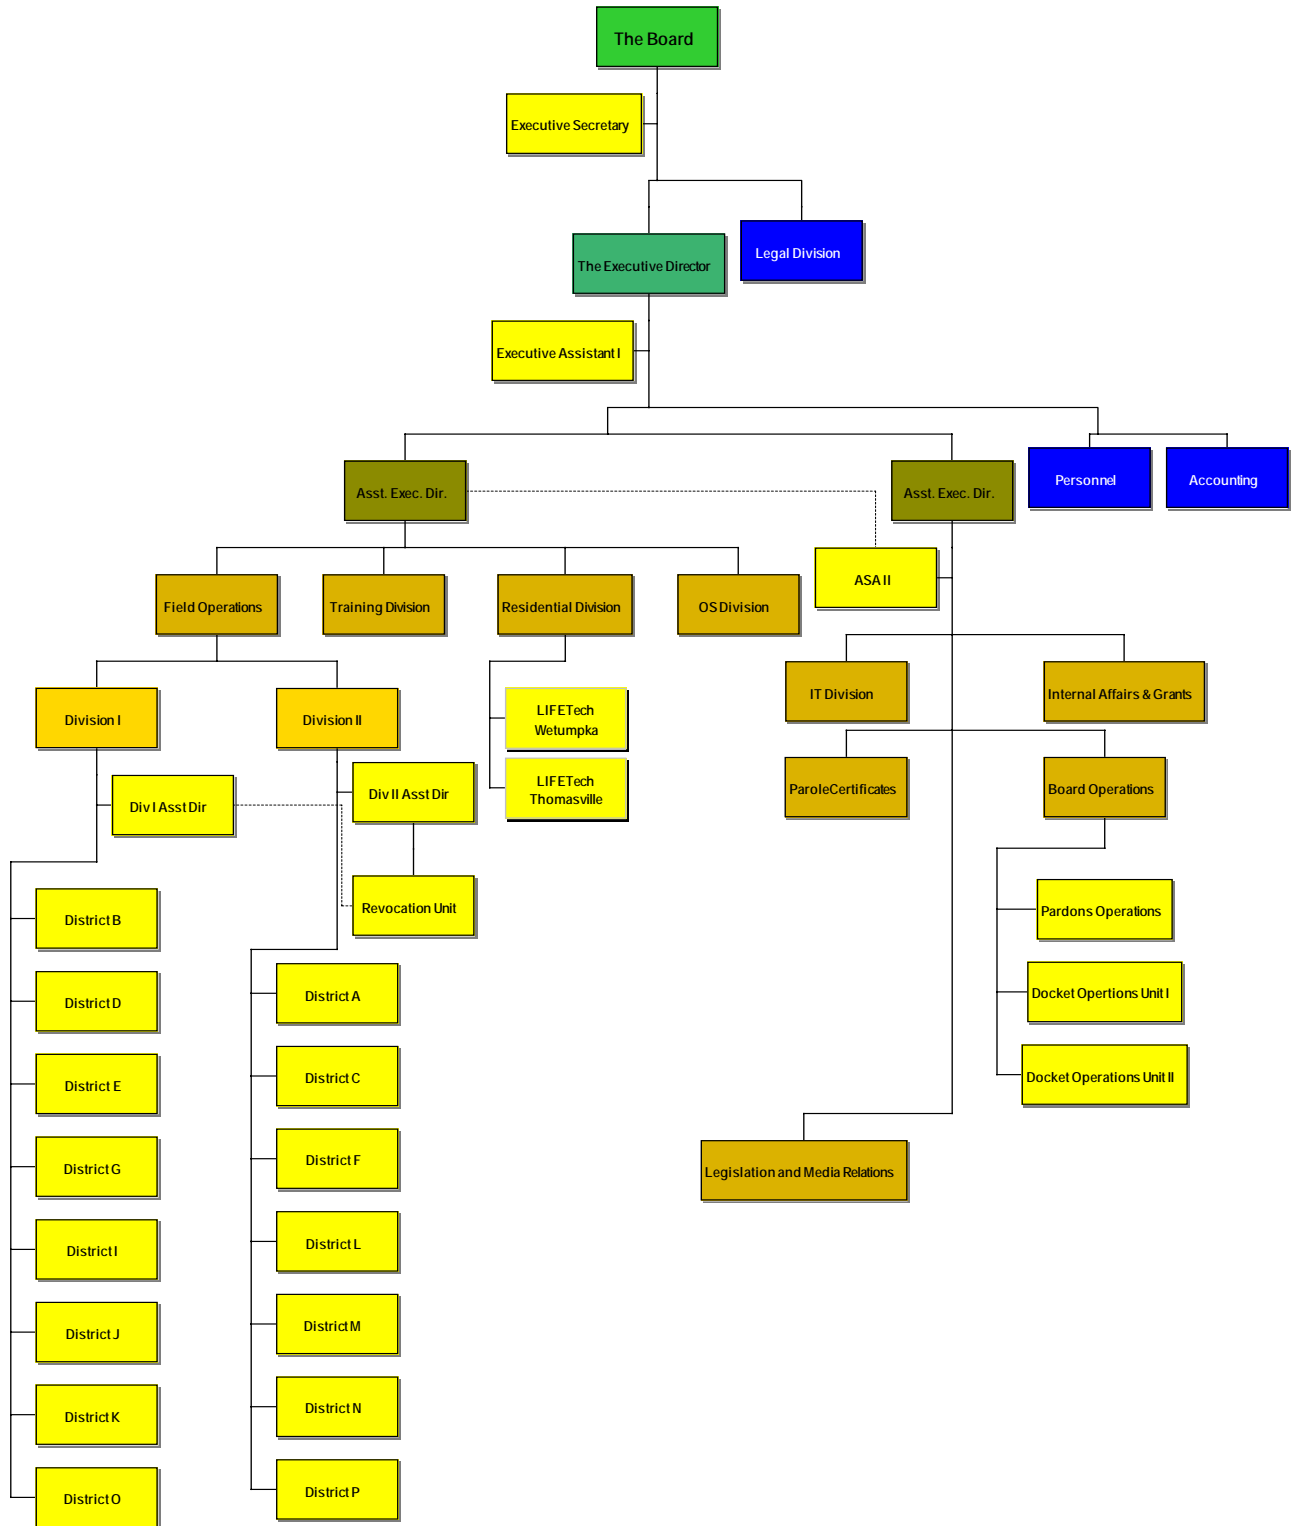 The Board
Executive Secretary
The Executive Director
Legal Division
Executive Assistant I
Asst. Exec. Dir.
Asst. Exec. Dir.
Personnel
Accounting
ASA II
Field Operations
Training Division
Residential Division
OS Division
IT Division
Internal Affairs & Grants
Division I
Division II
LIFETech
Wetumpka
LIFETech
Thomasville
Parole Certificates
Board Operations
Div I Asst Dir
Div II Asst Dir
Revocation Unit
Pardons Operations
Docket Opertions Unit I
Docket Operations Unit II
Legislation and Media Relations
District B
District D
District E
District G
District I
District J
District K
District O
District A
District C
District F
District L
District M
District N
District P